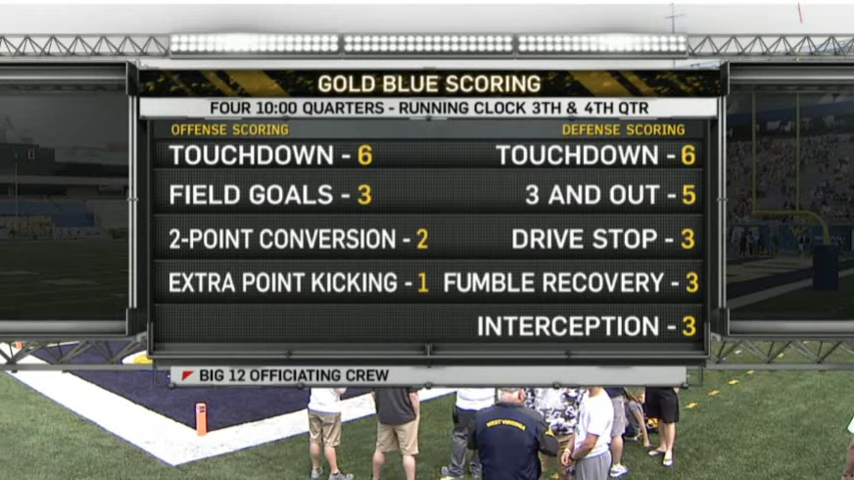 GOLD BLUE SCORING
FOUR 10:00 QUARTERS - RUNNING CLOCK 3TH & 4TH QTR
OFFENSE SCORING
TOUCHDOWN - 6
FIELD GOALS - 3
2-POINT CONVERSION - 2
EXTRA POINT KICKING - 1
DEFENSE SCORING
TOUCHDOWN - 6
3 AND OUT - 5
DRIVE STOP - 3
FUMBLE RECOVERY - 3
INTERCEPTION - 3
BIG 12 OFFICIATING CREW
WEST VIRGINIA